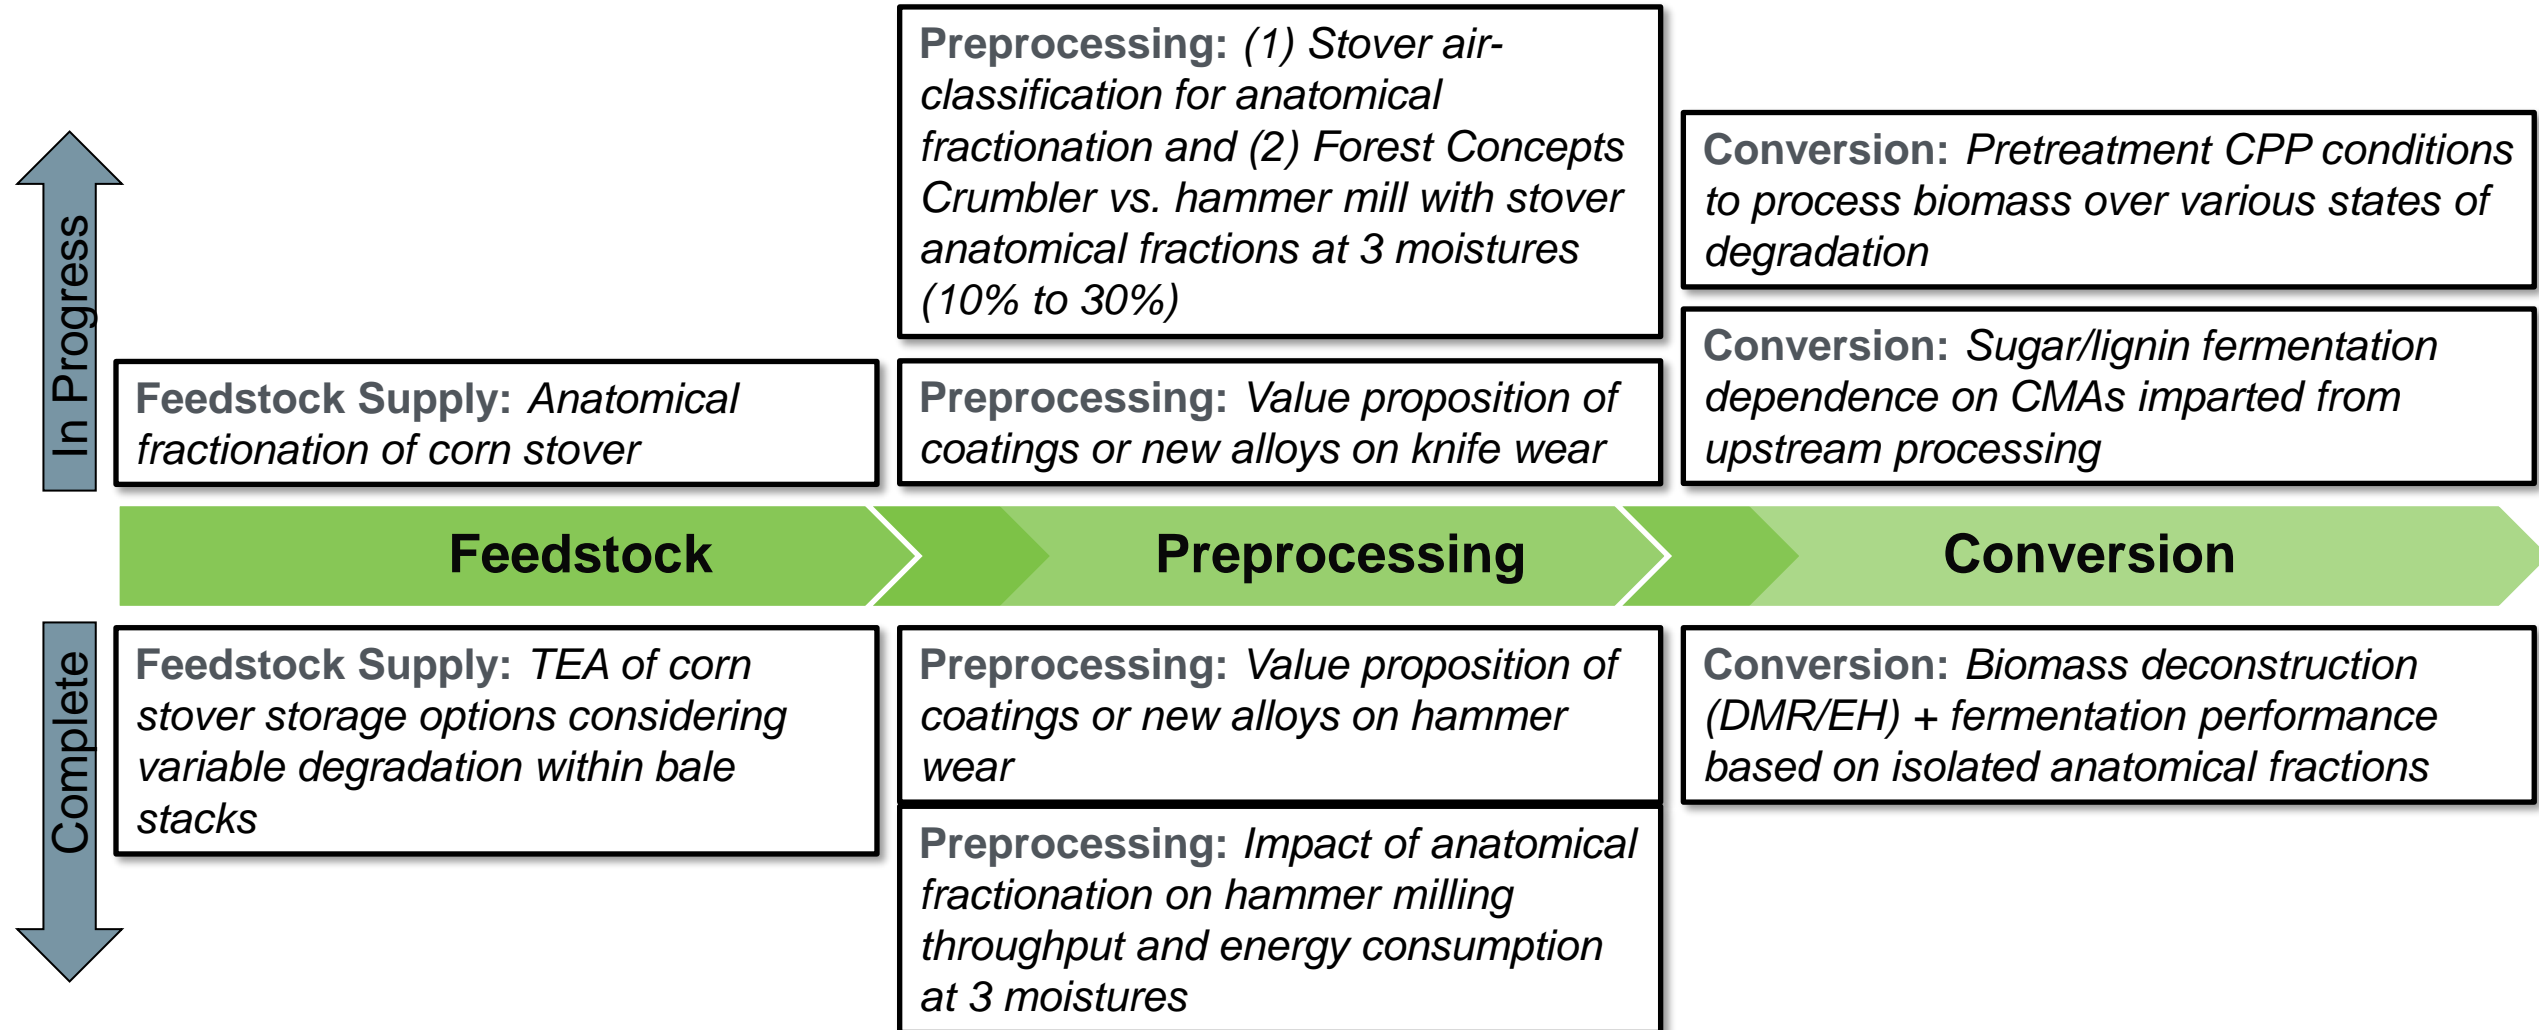 Preprocessing: (1) Stover air-
classification for anatomical
fractionation and (2) Forest Concepts
Crumbler vs. hammer mill with stover
anatomical fractions at 3 moistures
(10% to 30%)
Conversion: Pretreatment CPP conditions
to process biomass over various states of
degradation
In Progress
Feedstock Supply: Anatomical
fractionation of corn stover
Preprocessing: Value proposition of
coatings or new alloys on knife wear
Conversion: Sugar/lignin fermentation
dependence on CMAs imparted from
upstream processing
Feedstock
Preprocessing
Conversion
Complete
Feedstock Supply: TEA of corn
stover storage options considering
variable degradation within bale
stacks
Preprocessing: Value proposition of
coatings or new alloys on hammer
wear
Preprocessing: Impact of anatomical
fractionation on hammer milling
throughput and energy consumption
at 3 moistures
Conversion: Biomass deconstruction
(DMR/EH) + fermentation performance
based on isolated anatomical fractions